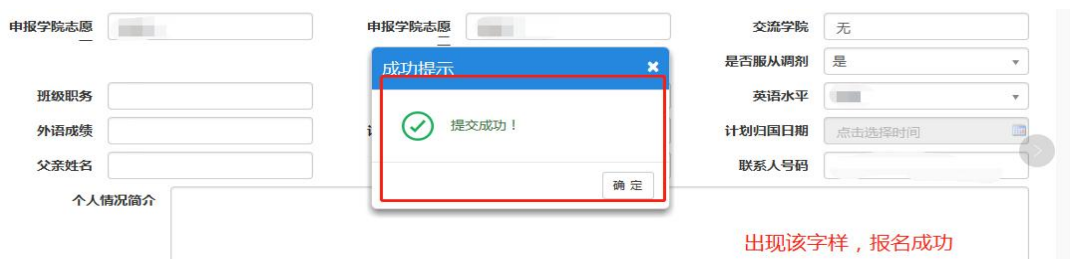 申报学院志愿一 申报学院志愿二 交流学院 无
成功提示 × 是否服从调剂 是
班级职务 英语水平
提交成功！
外语成绩 计划归国日期 点击选择时间
父亲姓名 联系人号码
确 定
个人情况简介
出现该字样，报名成功